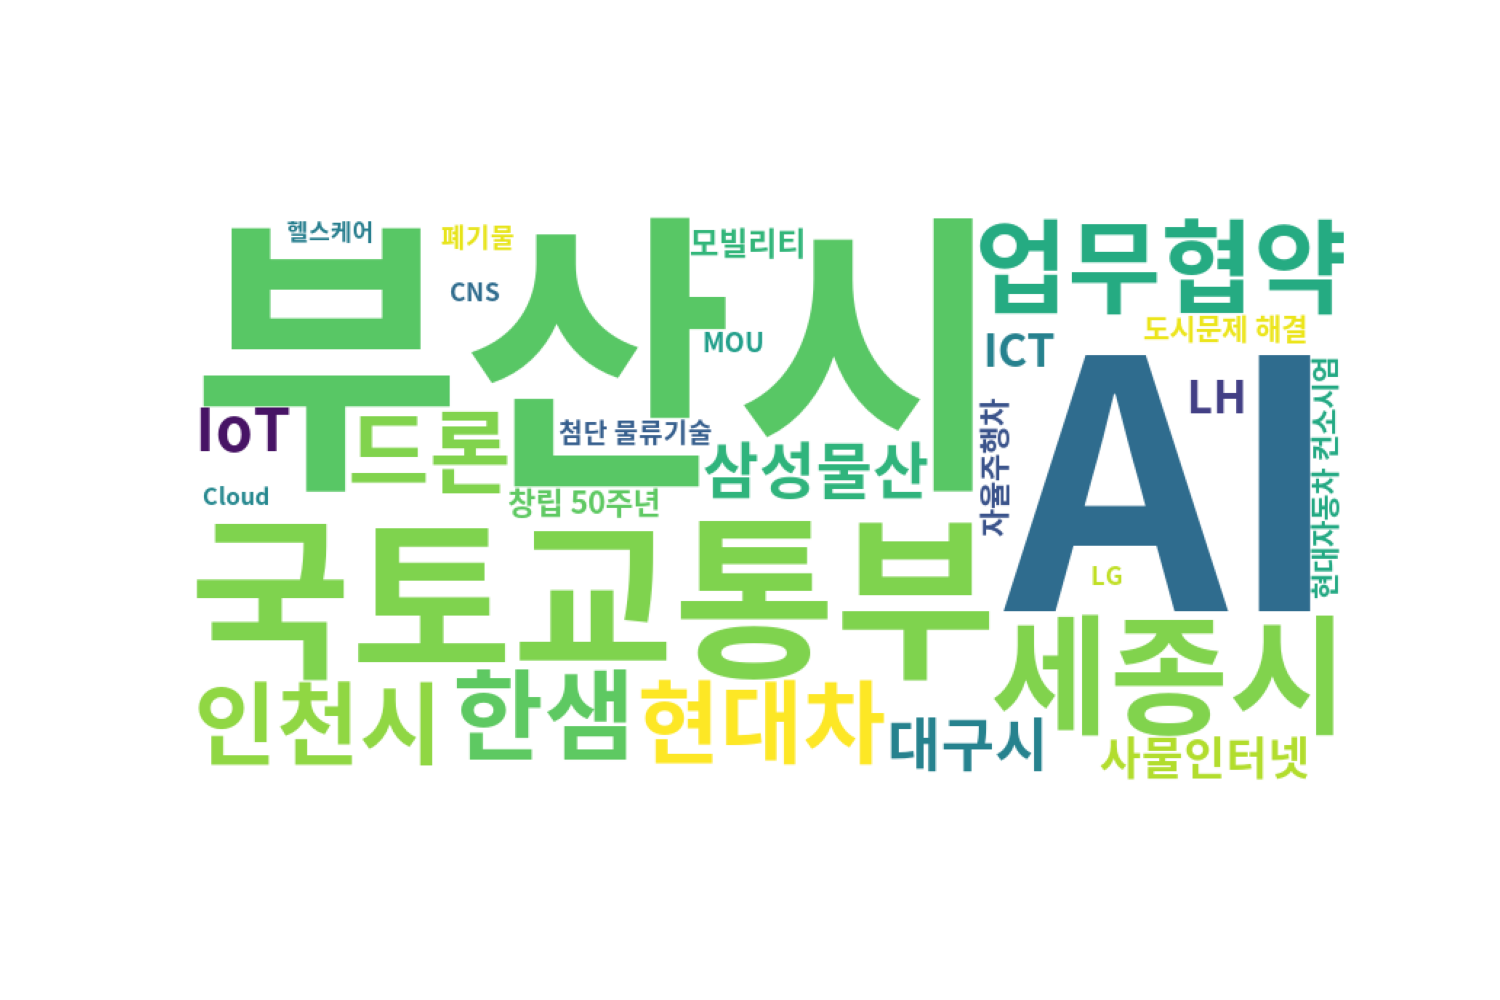 부산시
헬스케어
폐기물
CNS
모빌리티
MOU
업무협약
도시문제 해결
ICT
AI
LH
현대자동차 컨소시엄
자율주행차
LG
IoT
드론
첨단 물류기술
삼성물산
Cloud
창립 50주년
국토교통부
세종시
인천시
한샘
현대차
대구시
사물인터넷